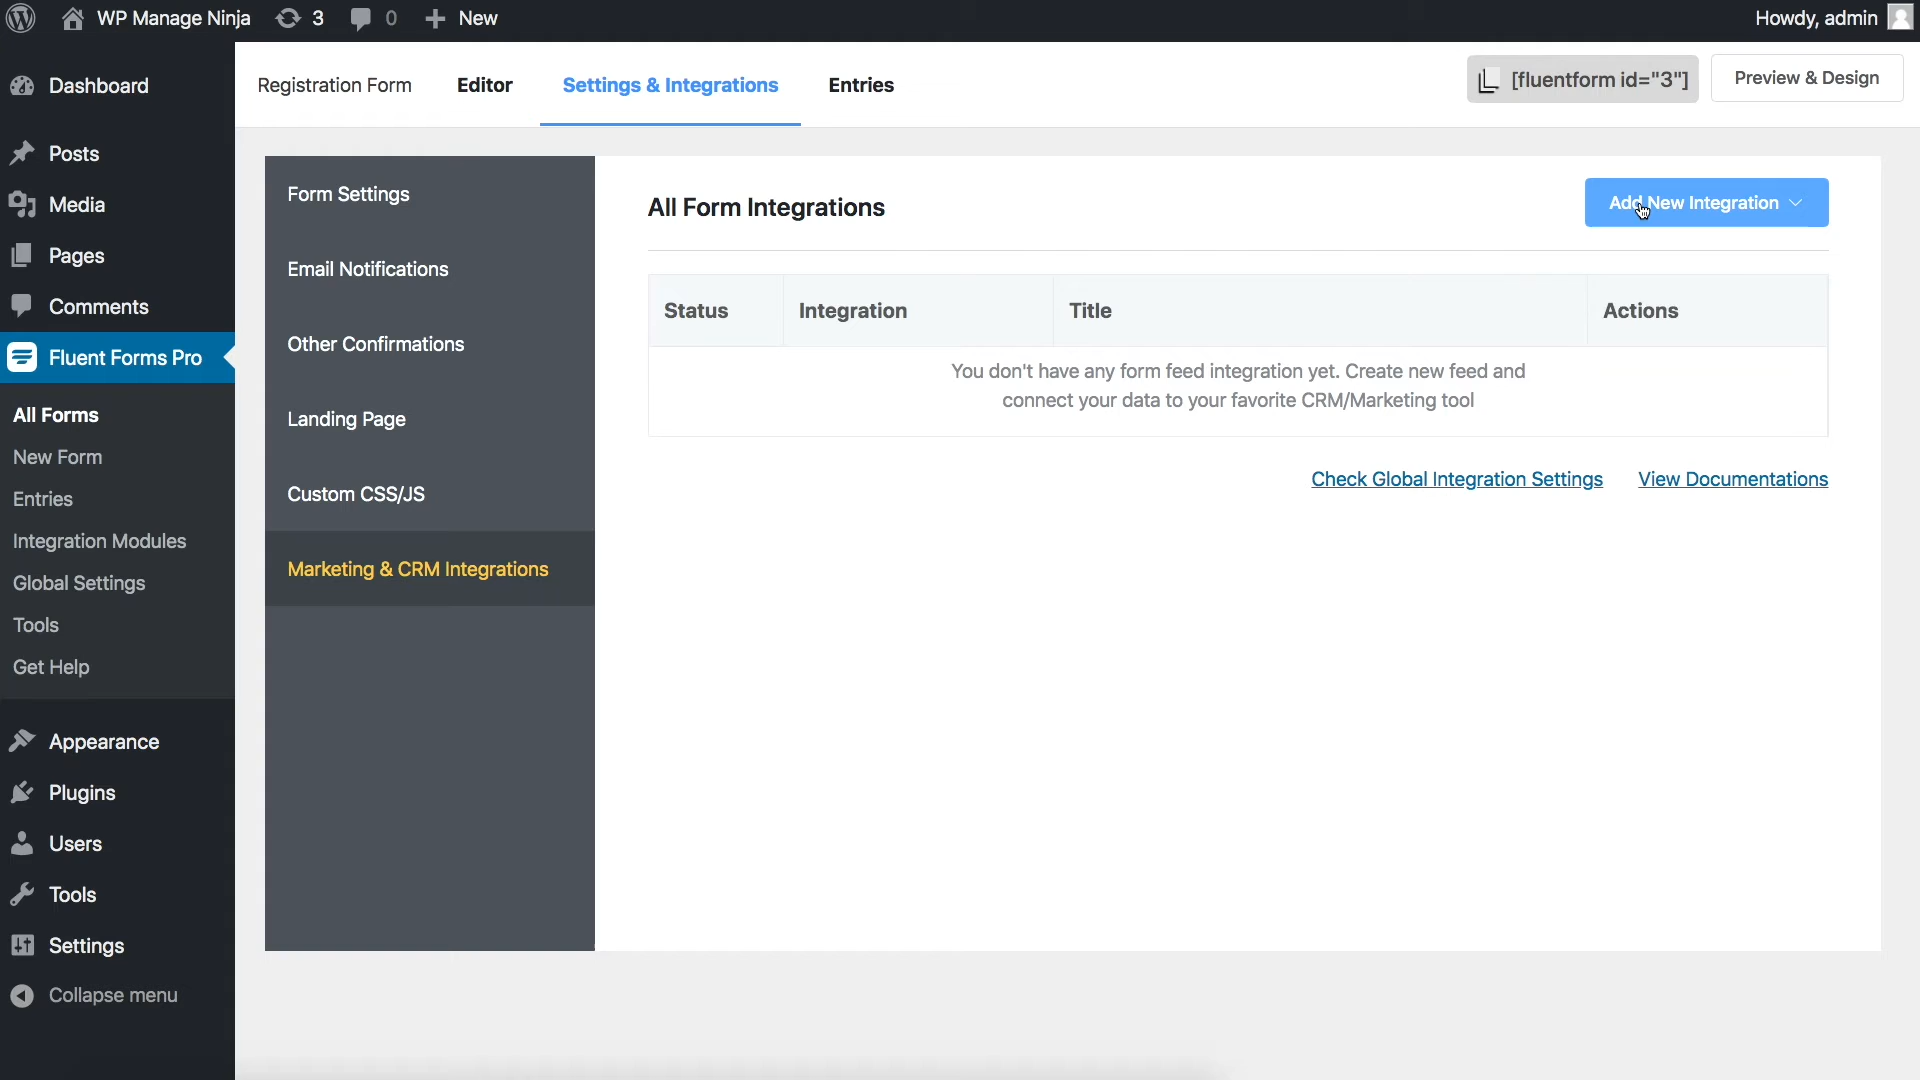 WP Manage Ninja 3 0 New Howdy, admin
Dashboard
Posts
Media
Pages
Comments
Fluent Forms Pro
All Forms
New Form
Entries
Integration Modules
Global Settings
Tools
Get Help
Appearance
Plugins
Users
Tools
Settings
Collapse menu
Registration Form Editor Settings & Integrations Entries [fluentform id="3"] Preview & Design
Form Settings
Email Notifications
Other Confirmations
Landing Page
Custom CSS/JS
Marketing & CRM Integrations
All Form Integrations Add New Integration
Status Integration Title Actions
You don't have any form feed integration yet. Create new feed and
connect your data to your favorite CRM/Marketing tool
Check Global Integration Settings View Documentations